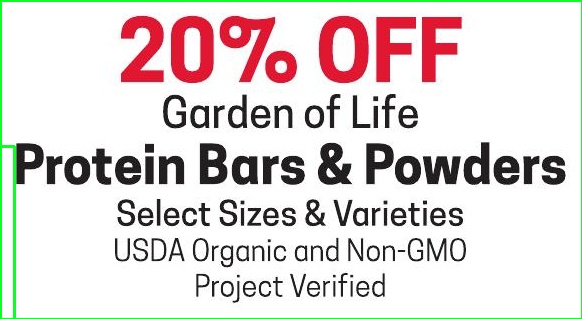 20% OFF
Garden of Life
Protein Bars & Powders
Select Sizes & Varieties
USDA Organic and Non-GMO
Project Verified